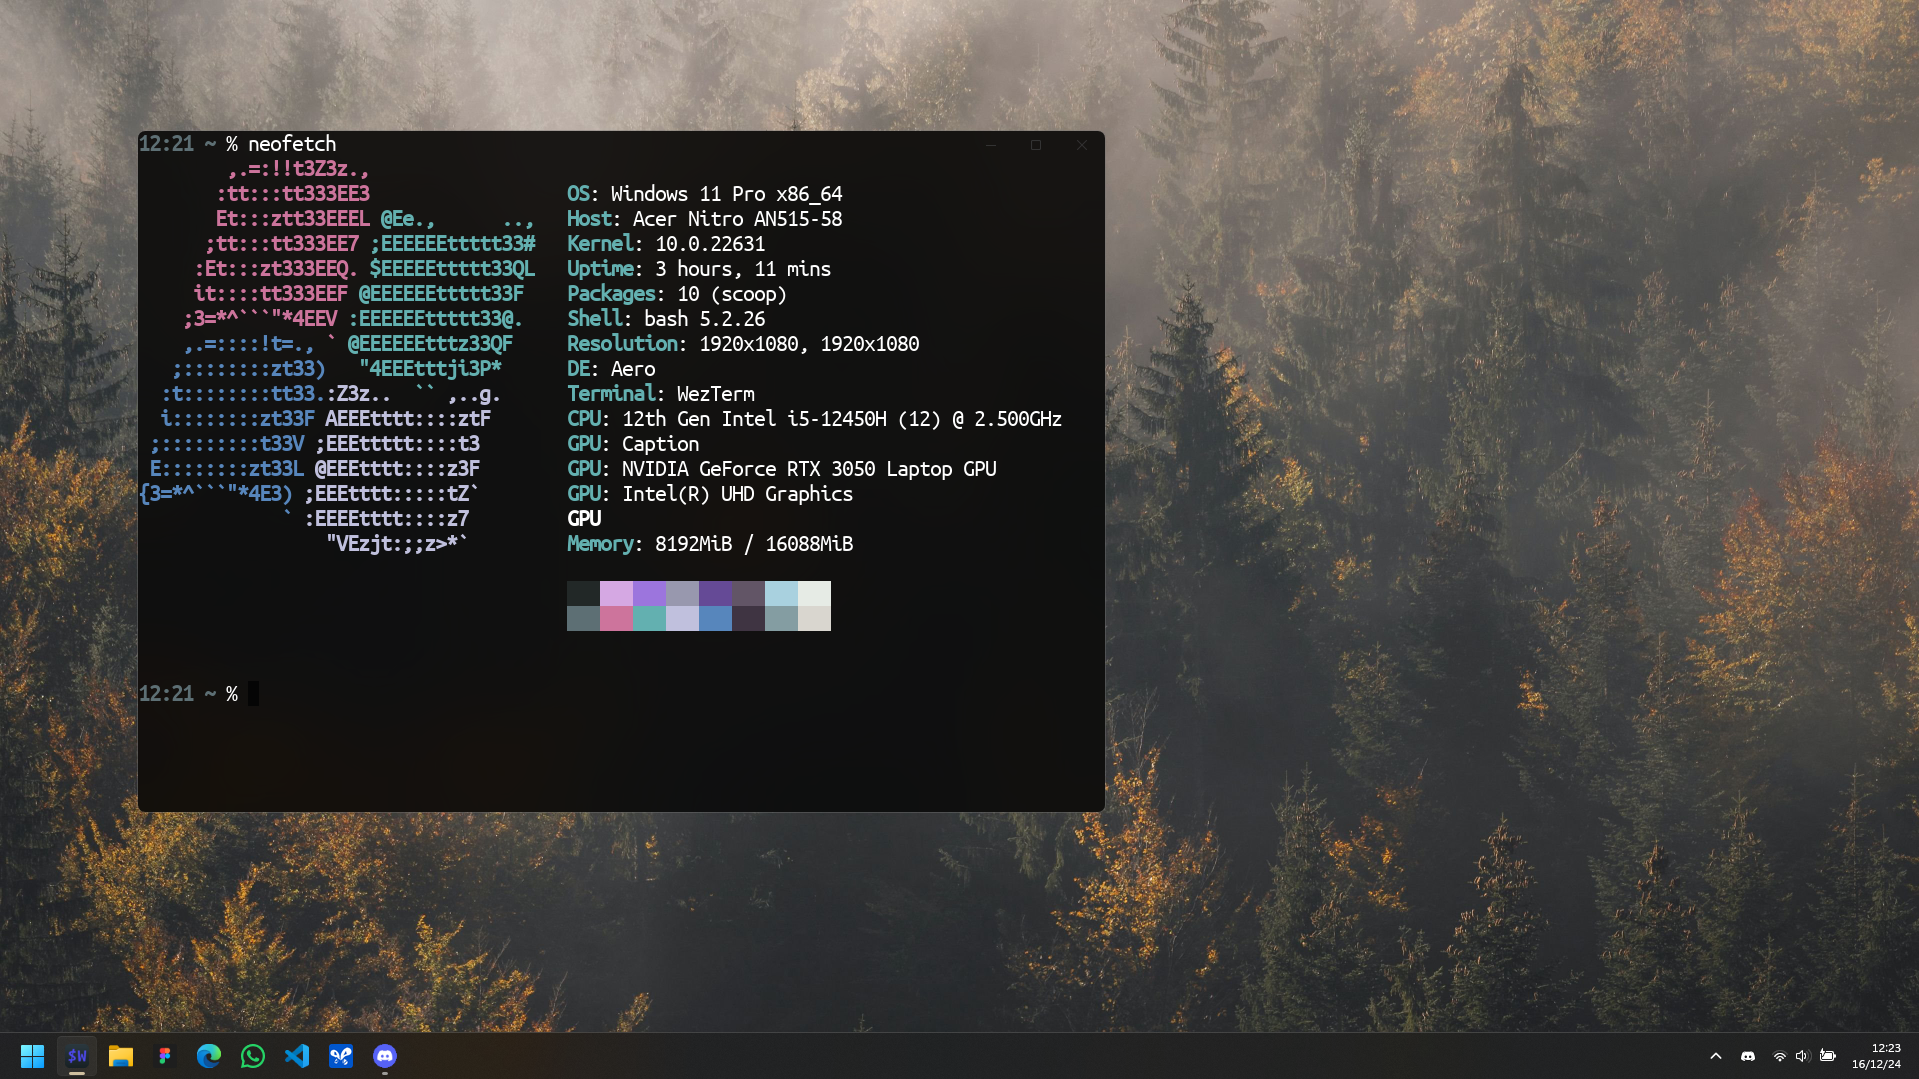 12:21 ~ % neofetch
,.=:!!t3Z3z.,
:tt:::tt333EE3 OS: Windows 11 Pro x86_64
Et:::ztt33EEEL @Ee., .., Host: Acer Nitro AN515-58
;tt:::tt333EE7 ;EEEEEEttttt33# Kernel: 10.0.22631
:Et:::zt333EEQ. $EEEEEttttt33QL Uptime: 3 hours, 11 mins
it::::tt333EEF @EEEEEEttttt33F Packages: 10 (scoop)
;3=*^```"*4EEV :EEEEEEttttt33@. Shell: bash 5.2.26
,.=::::!t=., ` @EEEEEEtttz33QF Resolution: 1920x1080, 1920x1080
;::::::::zt33) "4EEEtttji3P* DE: Aero
:t::::::::tt33.:Z3z.. `` ,..g. Terminal: WezTerm
i::::::::zt33F AEEEtttt::::ztF CPU: 12th Gen Intel i5-12450H (12) @ 2.500GHz
;:::::::::t33V ;EEEttttt::::t3 GPU: Caption
E::::::::zt33L @EEEtttt::::z3F GPU: NVIDIA GeForce RTX 3050 Laptop GPU
{3=*^```"*4E3) ;EEEtttt:::::tZ` GPU: Intel(R) UHD Graphics
` :EEEEtttt::::z7 GPU
"VEzjt:;;z>*` Memory: 8192MiB / 16088MiB
12:21 ~ %
$W
12:23
16/12/24